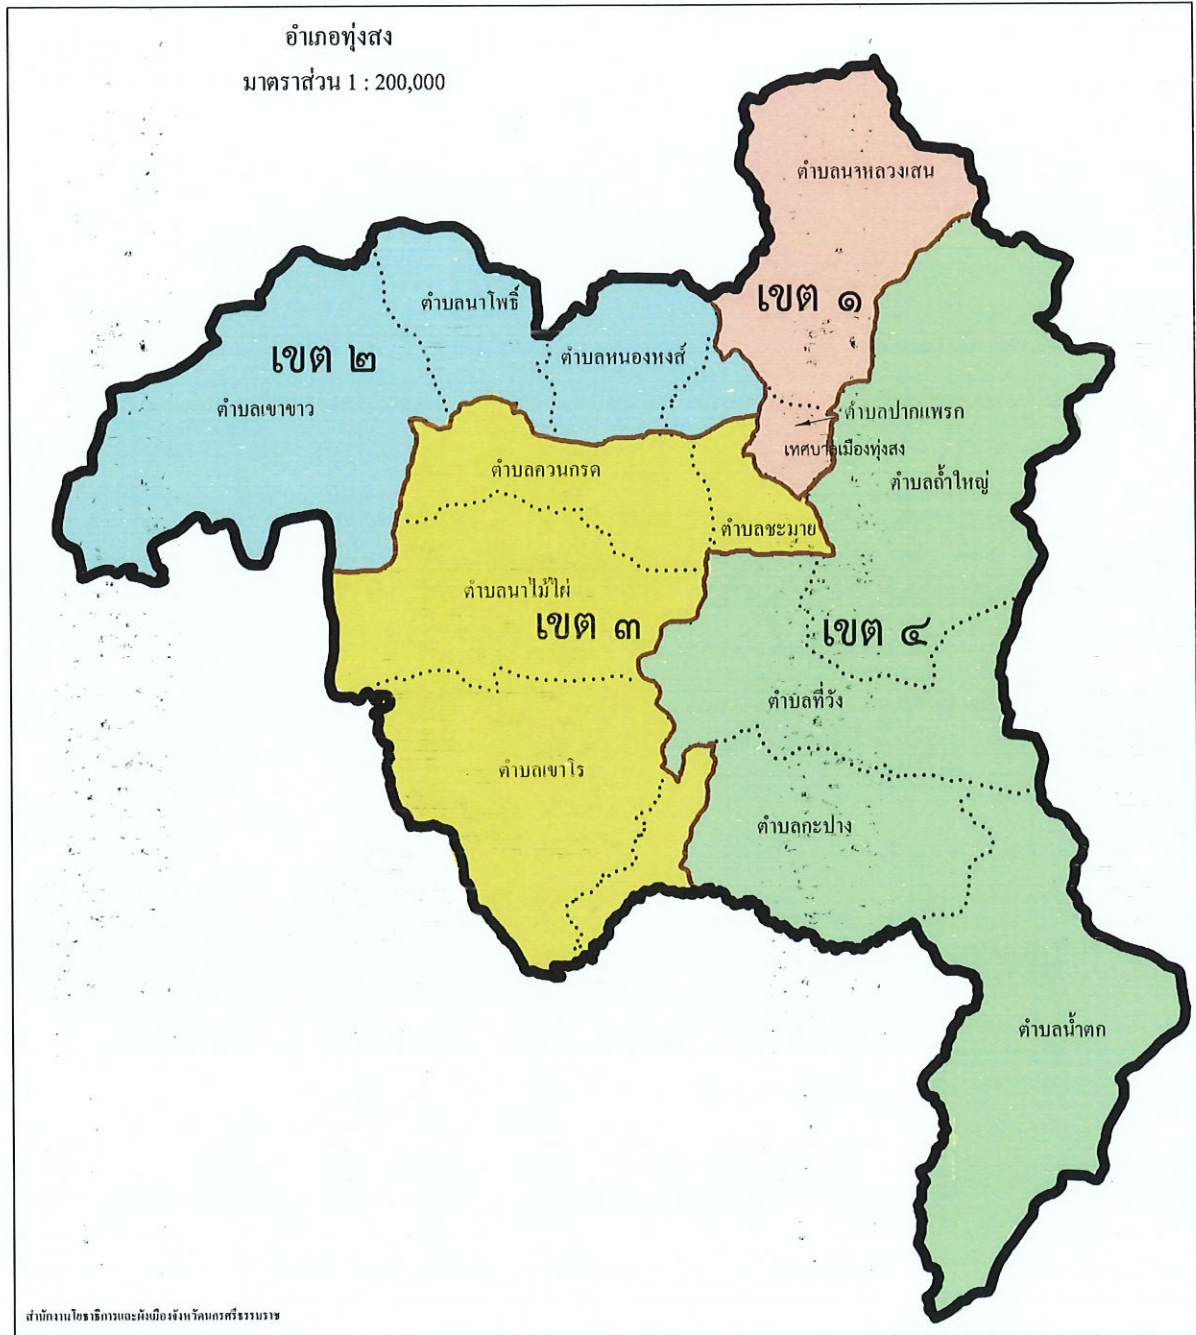 อำเภอทุ่งสง
มาตราส่วน 1 : 200,000
ตำบลนาหลวงเสน
เขต ๑
ตำบลนาโพธิ์
ตำบลหนองหงส์
เขต ๒
ตำบลเขาขาว
ตำบลปากแพรก
เทศบาลเมืองทุ่งสง
ตำบลควนกรด
ตำบลถ้ำใหญ่
ตำบลชะมาย
ตำบลนาไม้ไผ่
เขต ๓
เขต ๔
ตำบลที่วัง
ตำบลเขาโร
ตำบลกะปาง
ตำบลน้ำตก
สำนักงานโยธาธิการและผังเมืองจังหวัดนครศรีธรรมราช